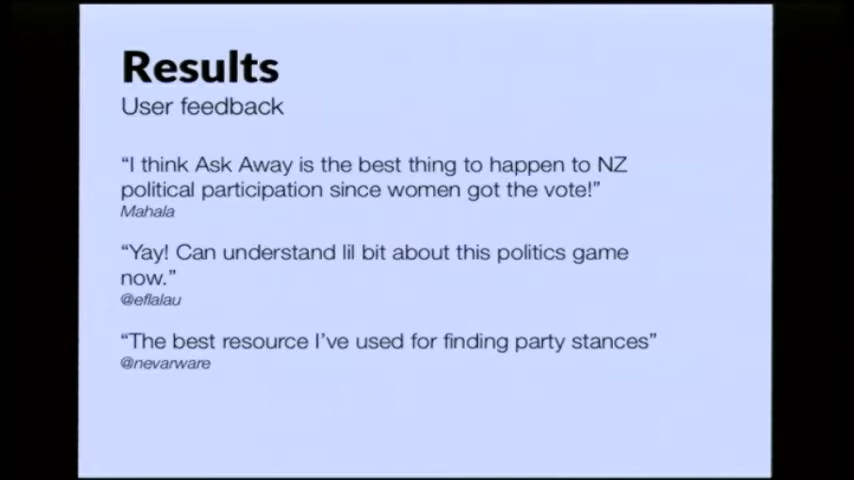 Results
User feedback
“I think Ask Away is the best thing to happen to NZ
political participation since women got the vote!”
Mahala
“Yay! Can understand lil bit about this politics game
now.”
@eflalau
“The best resource I’ve used for finding party stances”
@nevarware